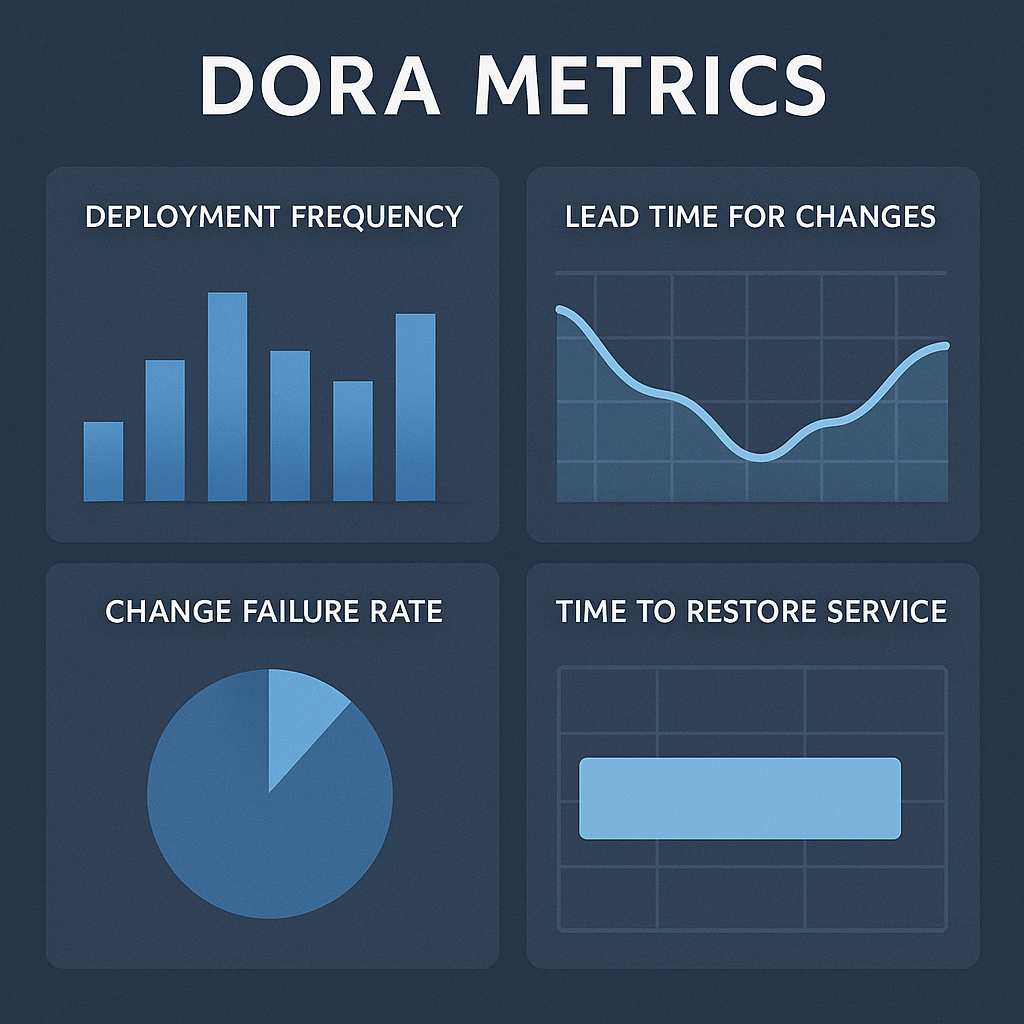 DORA METRICS
DEPLOYMENT FREQUENCY
LEAD TIME FOR CHANGES
CHANGE FAILURE RATE
TIME TO RESTORE SERVICE